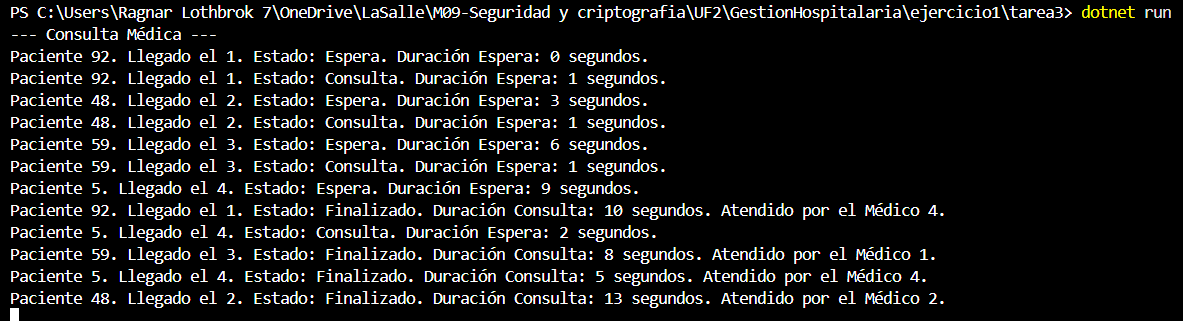 PS C:\Users\Ragnar Lothbrok 7\OneDrive\LaSalle\M09-Seguridad y criptografia\UF2\GestionHospitalaria\ejercicio1\tarea3> dotnet run
--- Consulta Médica ---
Paciente 92. Llegado el 1. Estado: Espera. Duración Espera: 0 segundos.
Paciente 92. Llegado el 1. Estado: Consulta. Duración Espera: 1 segundos.
Paciente 48. Llegado el 2. Estado: Espera. Duración Espera: 3 segundos.
Paciente 48. Llegado el 2. Estado: Consulta. Duración Espera: 1 segundos.
Paciente 59. Llegado el 3. Estado: Espera. Duración Espera: 6 segundos.
Paciente 59. Llegado el 3. Estado: Consulta. Duración Espera: 1 segundos.
Paciente 5. Llegado el 4. Estado: Espera. Duración Espera: 9 segundos.
Paciente 92. Llegado el 1. Estado: Finalizado. Duración Consulta: 10 segundos. Atendido por el Médico 4.
Paciente 5. Llegado el 4. Estado: Consulta. Duración Espera: 2 segundos.
Paciente 59. Llegado el 3. Estado: Finalizado. Duración Consulta: 8 segundos. Atendido por el Médico 1.
Paciente 5. Llegado el 4. Estado: Finalizado. Duración Consulta: 5 segundos. Atendido por el Médico 4.
Paciente 48. Llegado el 2. Estado: Finalizado. Duración Consulta: 13 segundos. Atendido por el Médico 2.